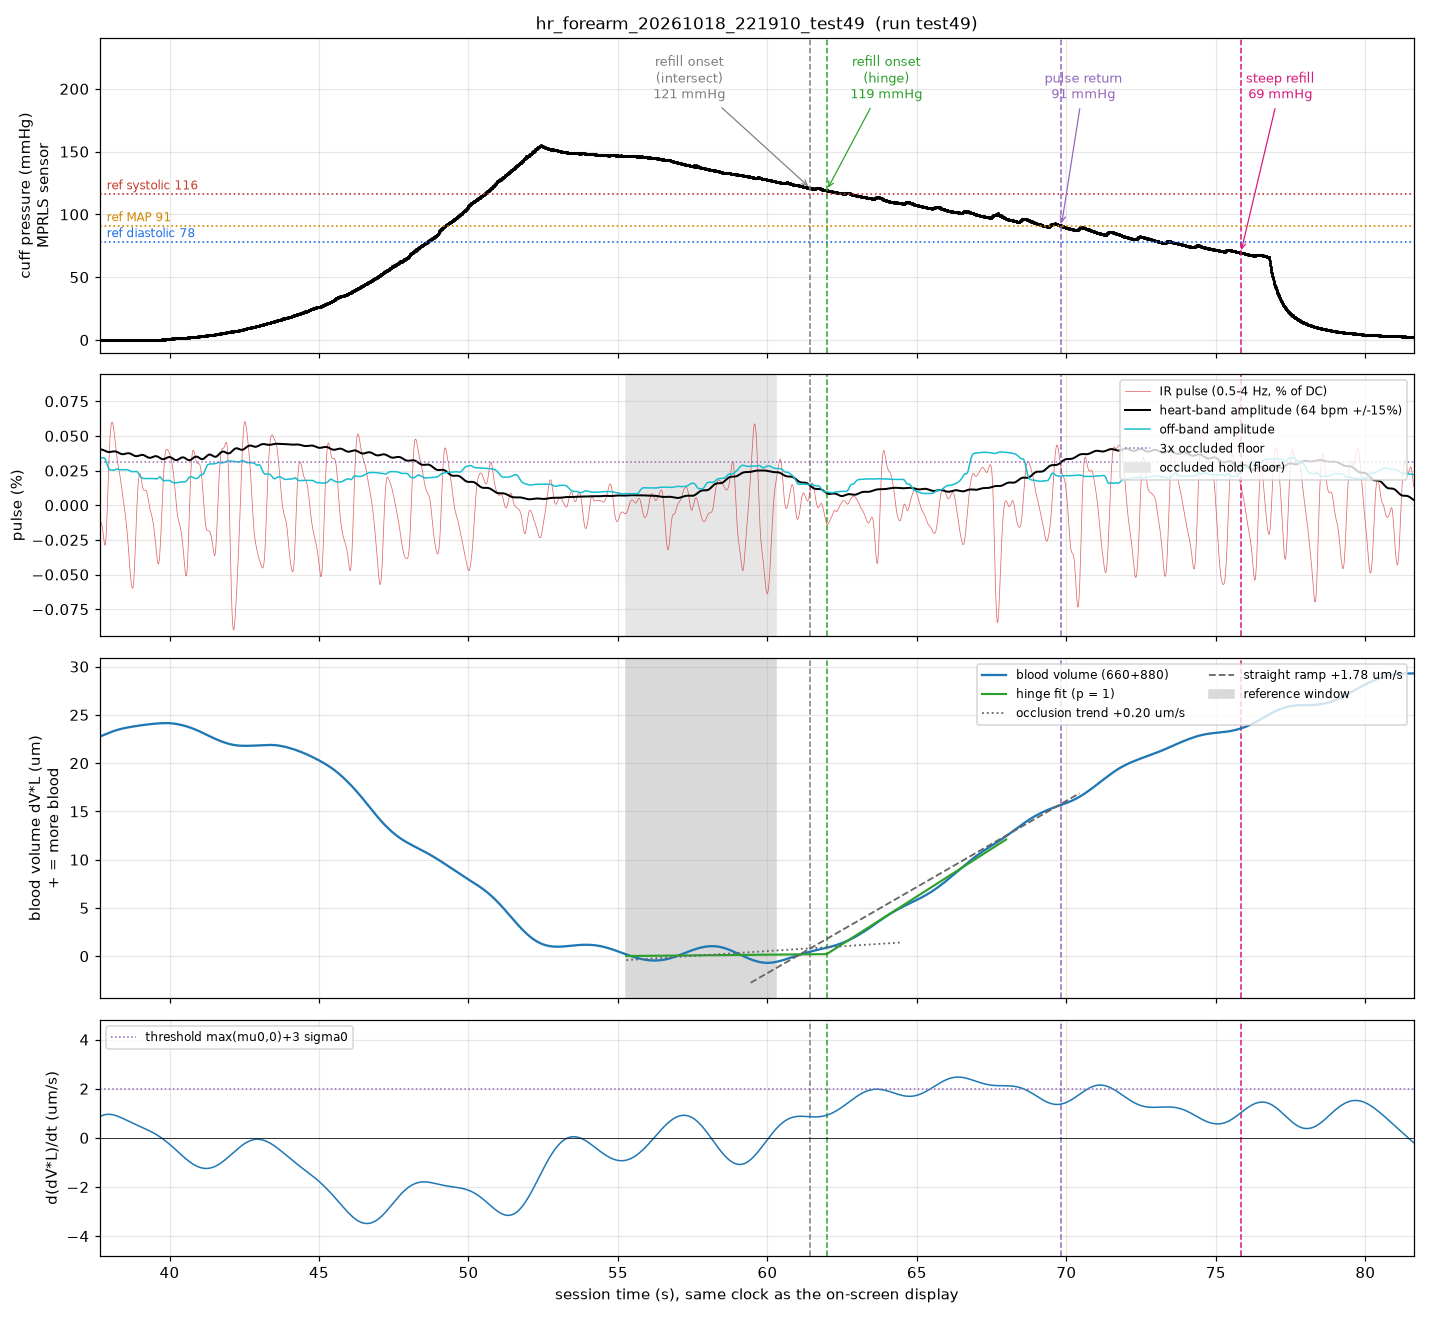 hr_forearm_20261018_221910_test49  (run test49)
cuff pressure (mmHg)
MPRLS sensor
200
150
100
50
0
refill onset
(intersect)
121 mmHg
refill onset
(hinge)
119 mmHg
pulse return
91 mmHg
steep refill
69 mmHg
ref systolic 116
ref MAP 91
ref diastolic 78
pulse (%)
0.075
0.050
0.025
0.000
−0.025
−0.050
−0.075
IR pulse (0.5-4 Hz, % of DC)
heart-band amplitude (64 bpm +/-15%)
off-band amplitude
3x occluded floor
occluded hold (floor)
blood volume dV*L (um)
+ = more blood
30
25
20
15
10
5
0
blood volume (660+880)
hinge fit (p = 1)
occlusion trend +0.20 um/s
straight ramp +1.78 um/s
reference window
d(dV*L)/dt (um/s)
4
2
0
−2
−4
threshold max(mu0,0)+3 sigma0
40 45 50 55 60 65 70 75 80
session time (s), same clock as the on-screen display